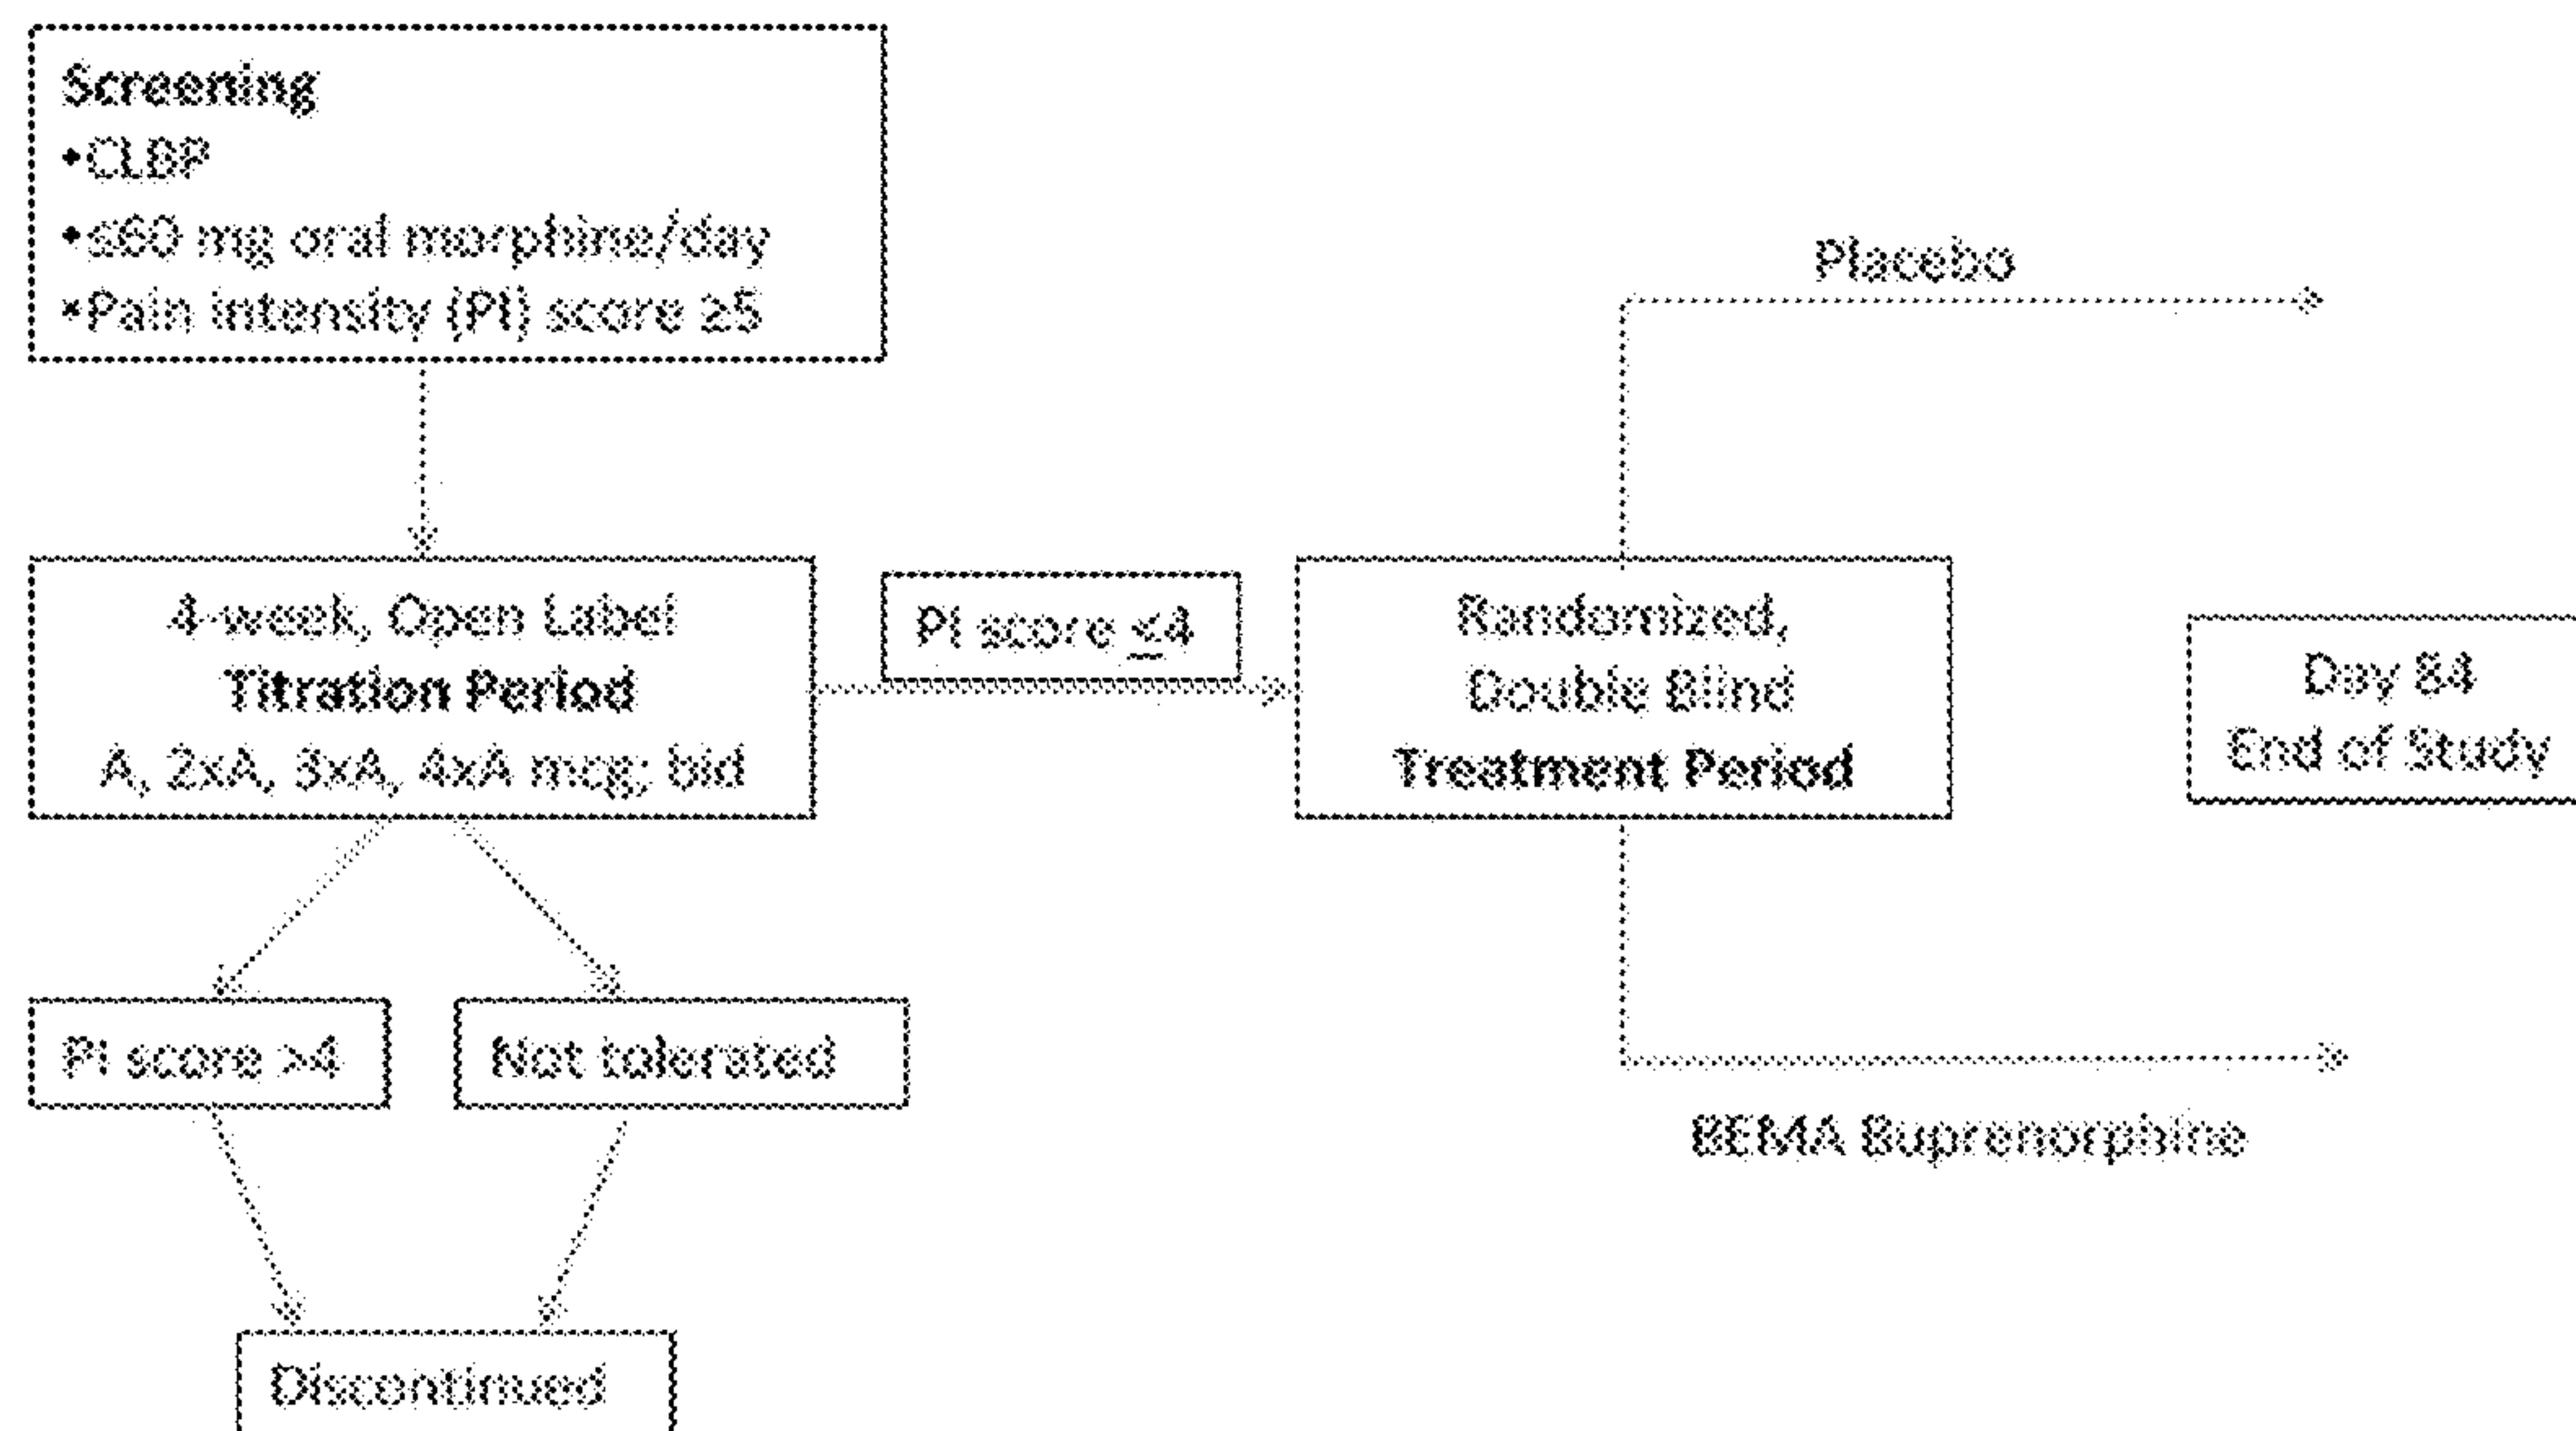 Screening
•CLBP
•≤60 mg oral morphine/day
•Pain intensity (PI) score ≥5
Placebo
4-week, Open Label
Titration Period
A, 2xA, 3xA, 4xA mcg; bid
PI score ≤4
Randomized,
Double Blind
Treatment Period
Day 84
End of Study
PI score >4
Not tolerated
BEMA Buprenorphine
Discontinued